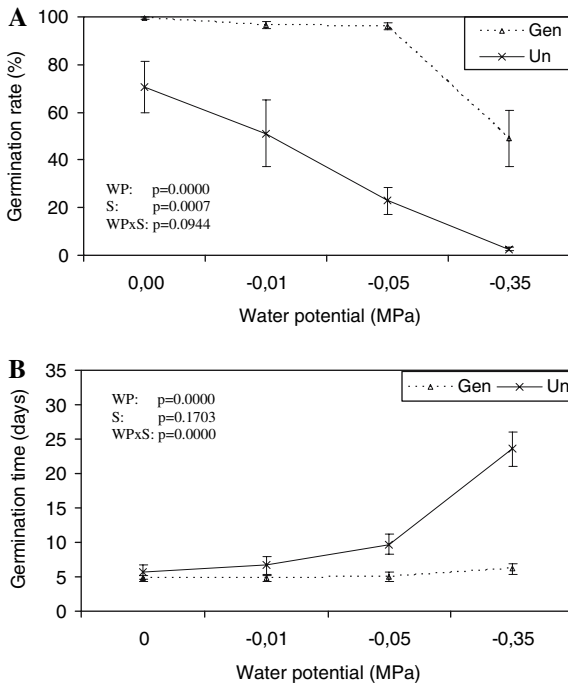 A
Germination rate (%)
100
80
60
40
20
0
Gen
Un
WP: p=0.0000
S: p=0.0007
WPxS: p=0.0944
0,00 -0,01 -0,05 -0,35
Water potential (MPa)
B
Germination time (days)
35
30
25
20
15
10
5
0
Gen Un
WP: p=0.0000
S: p=0.1703
WPxS: p=0.0000
0 -0,01 -0,05 -0,35
Water potential (MPa)